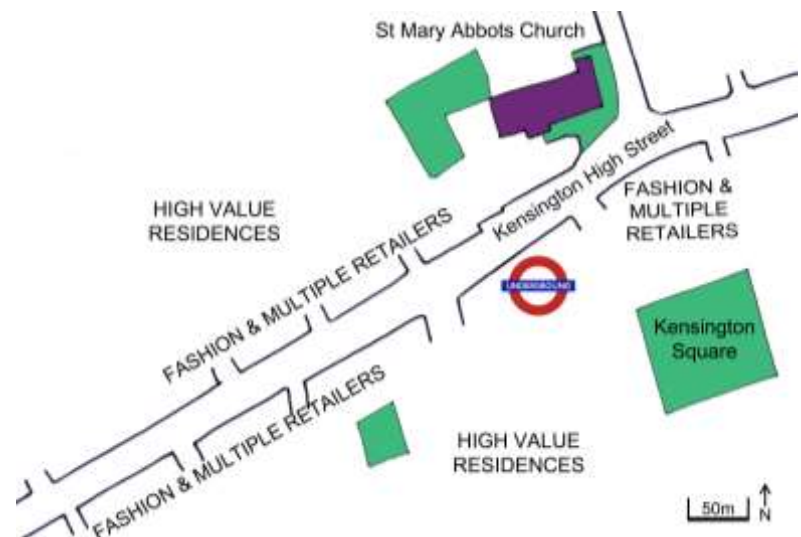 St Mary Abbots Church
Kensington High Street
HIGH VALUE
RESIDENCES
FASHION &
MULTIPLE
RETAILERS
FASHION & MULTIPLE RETAILERS
UNDERGROUND
Kensington
Square
FASHION & MULTIPLE RETAILERS
HIGH VALUE
RESIDENCES
50m
N